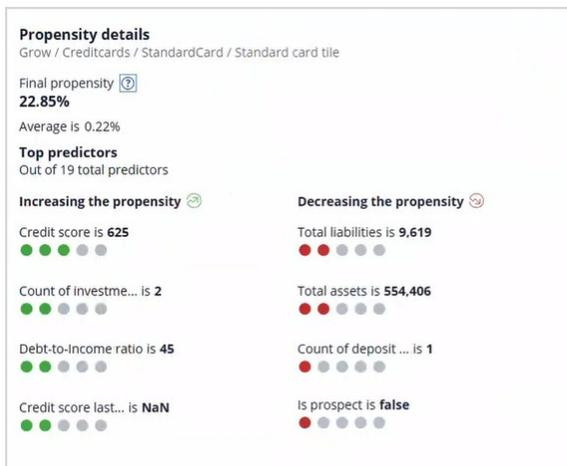 Propensity details
Grow / Creditcards / StandardCard / Standard card tile
Final propensity ?
22.85%
Average is 0.22%
Top predictors
Out of 19 total predictors
Increasing the propensity
Decreasing the propensity
Credit score is 625
Total liabilities is 9,619
Count of investme... is 2
Total assets is 554,406
Debt-to-Income ratio is 45
Count of deposit ... is 1
Credit score last... is NaN
Is prospect is false